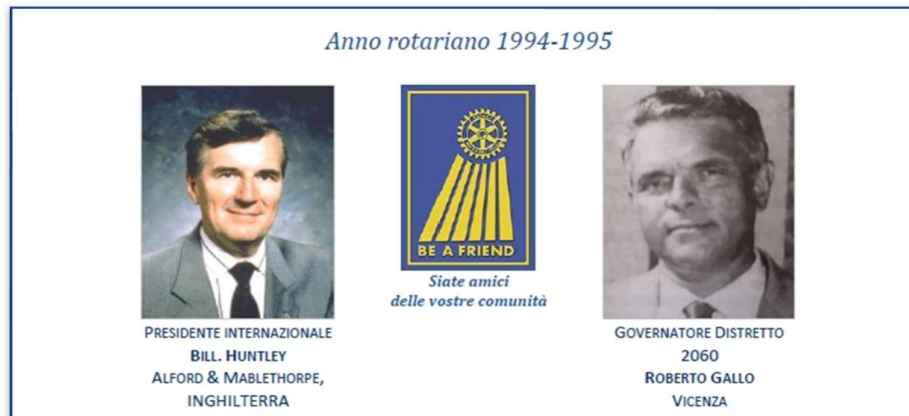 Anno rotariano 1994-1995
PRESIDENTE INTERNAZIONALE
BILL. HUNTLEY
ALFORD & MABLETHORPE,
INGHILTERRA
BE A FRIEND
Siate amici
delle vostre comunità
GOVERNATORE DISTRETTO
2060
ROBERTO GALLO
VICENZA